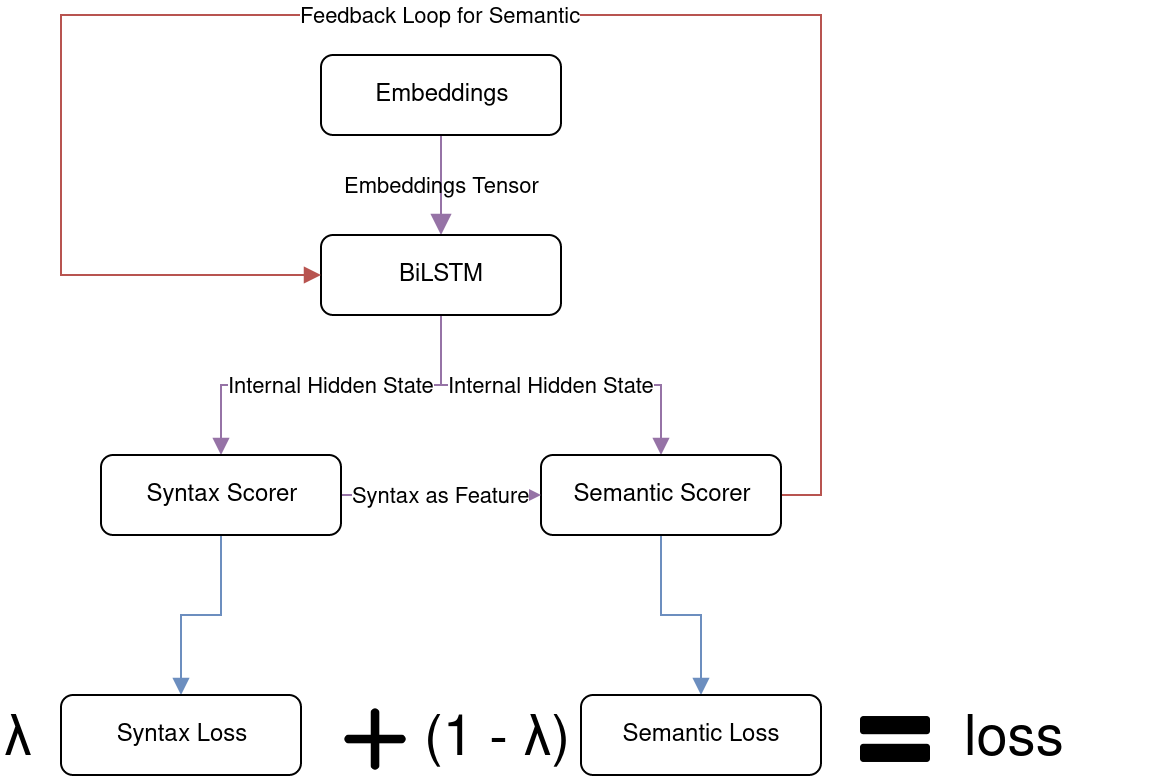 Feedback Loop for Semantic
Embeddings
Embeddings Tensor
BiLSTM
Internal Hidden State Internal Hidden State
Syntax Scorer Syntax as Feature Semantic Scorer
λ Syntax Loss + (1 - λ) Semantic Loss = loss